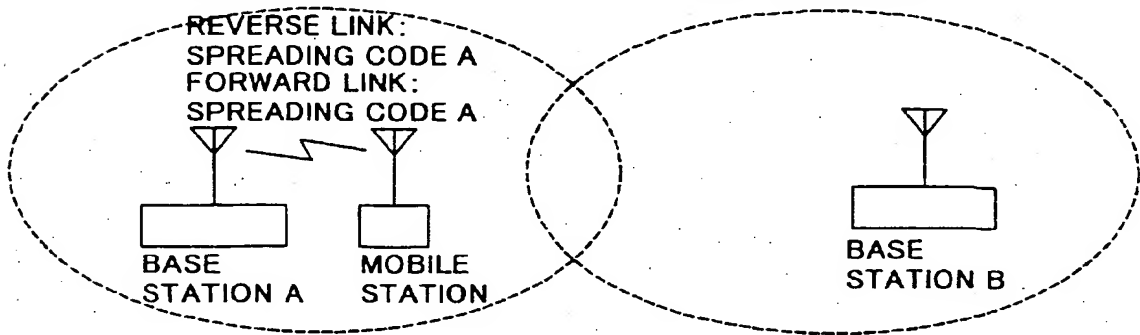 REVERSE LINK:
SPREADING CODE A
FORWARD LINK:
SPREADING CODE A
BASE
STATION A
MOBILE
STATION
BASE
STATION B